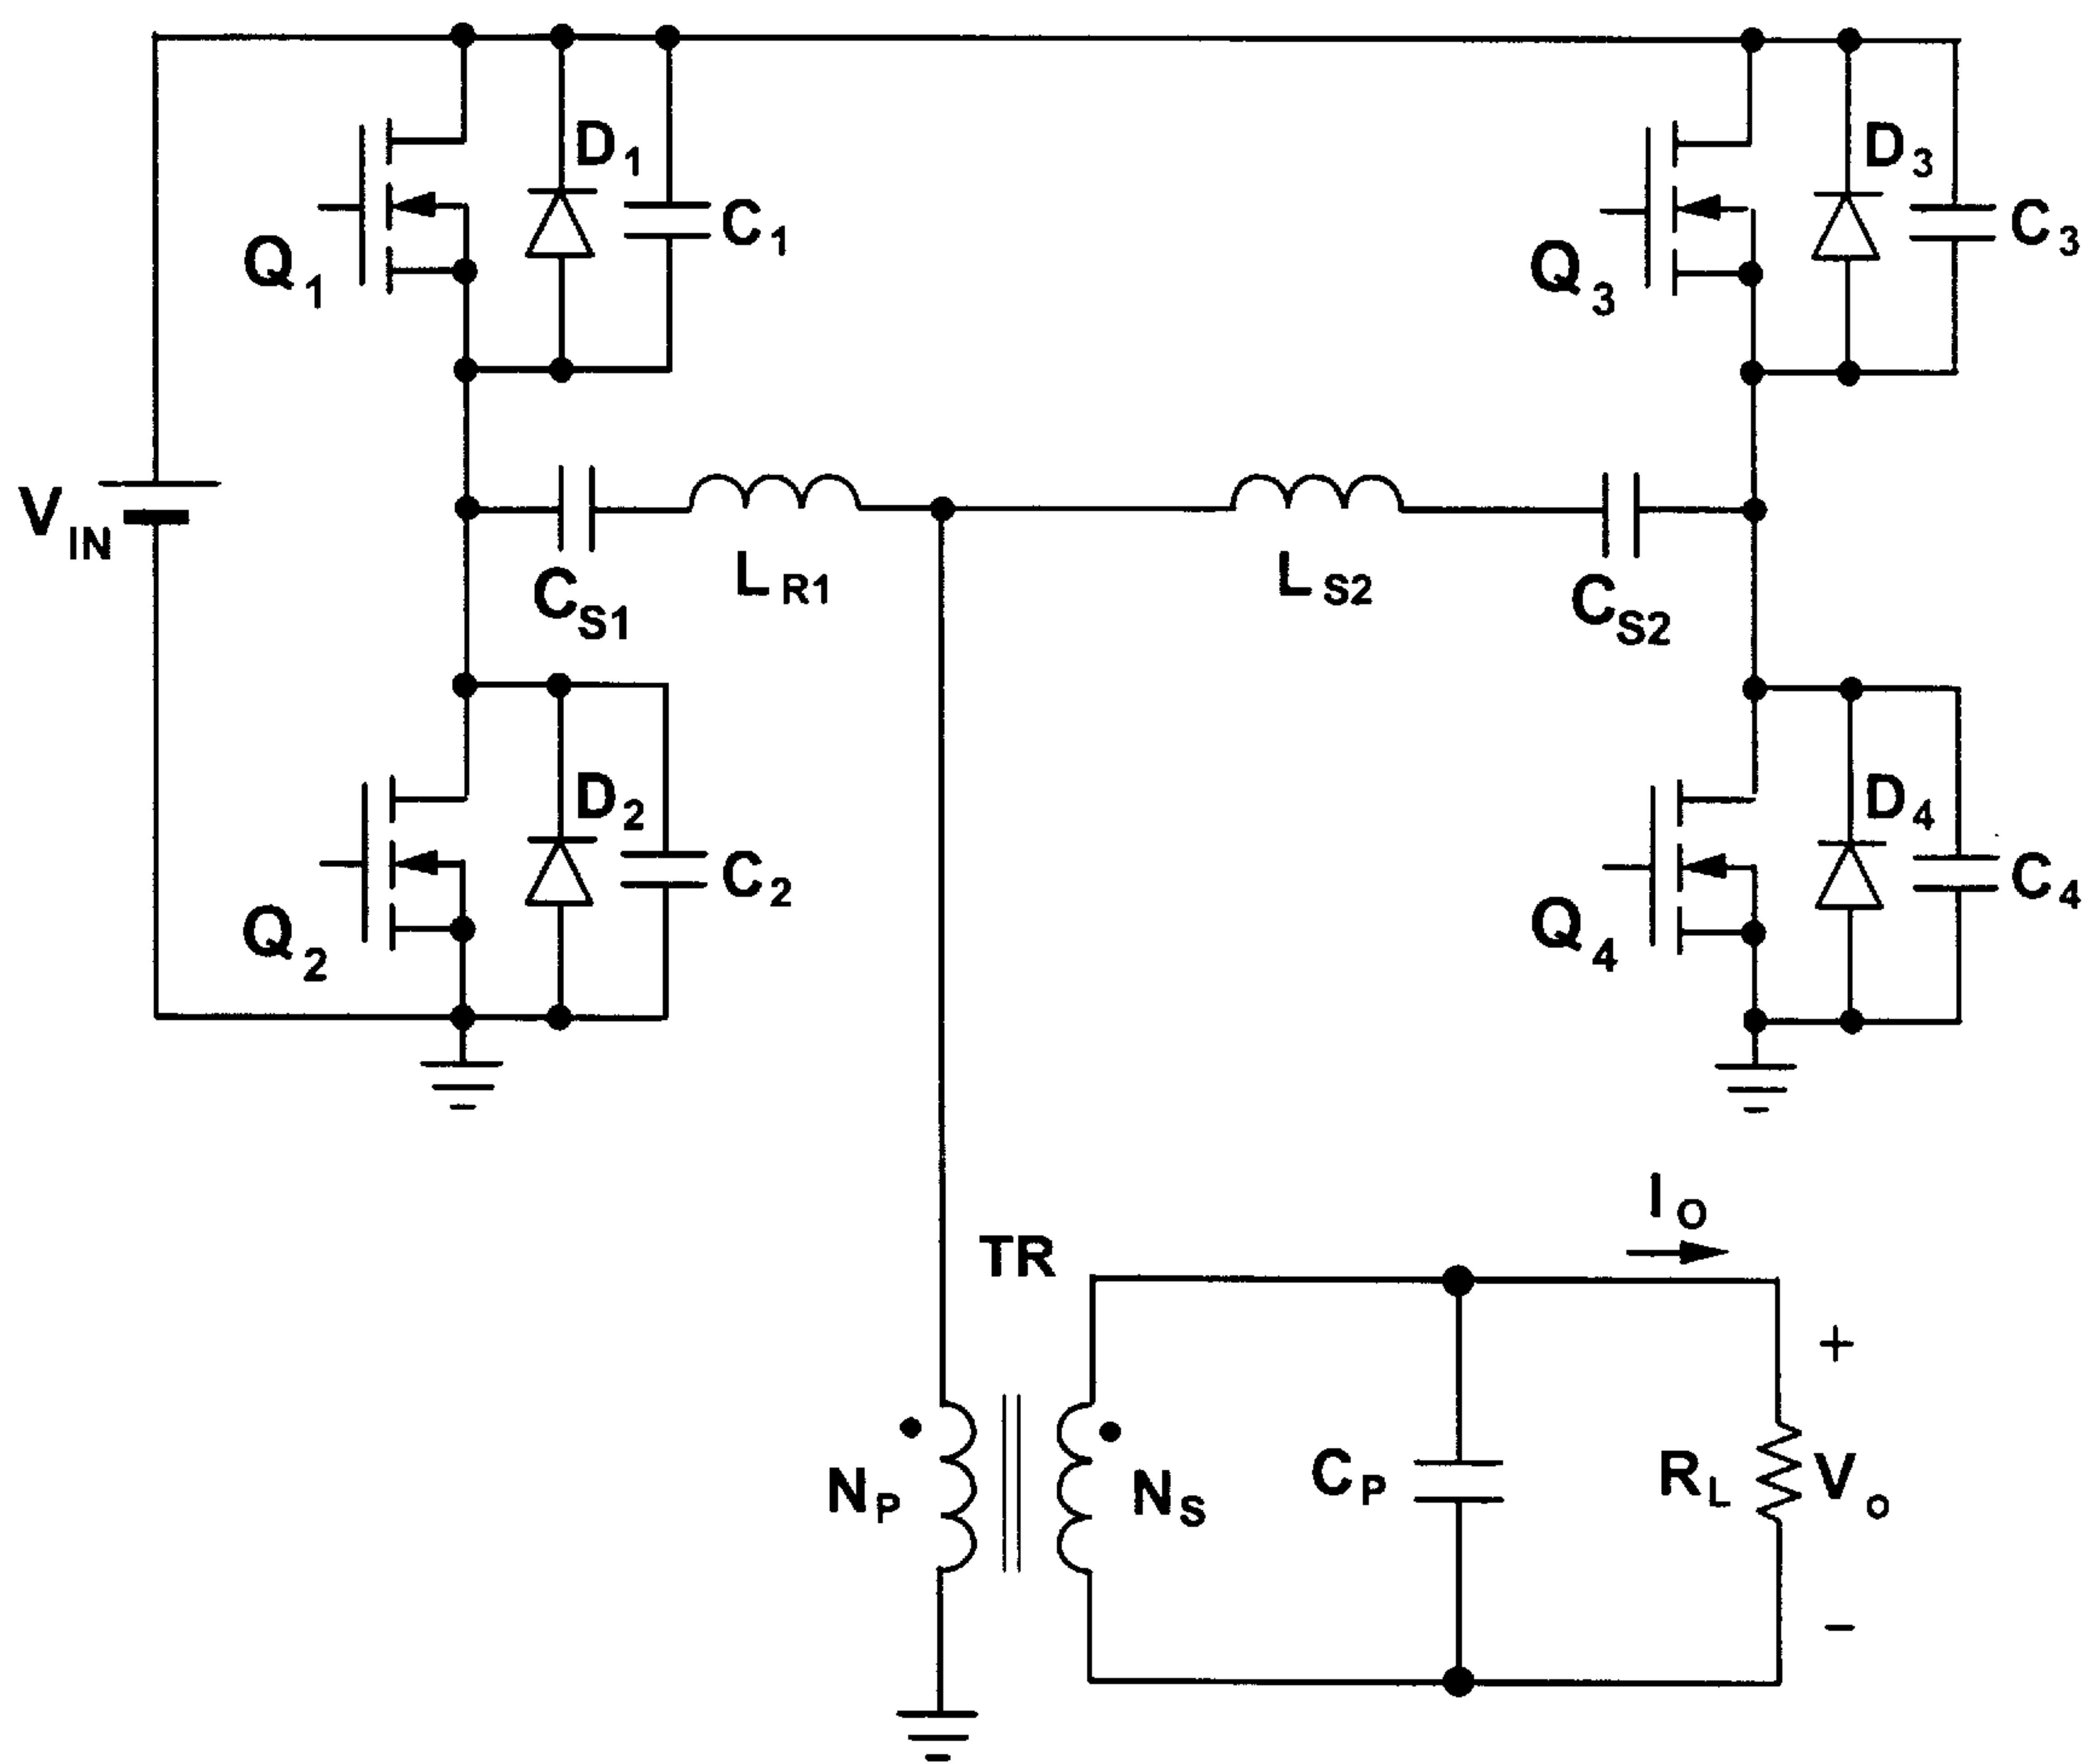 D1
C1
Q1
D3
C3
Q3
VIN
CS1
LR1
LS2
CS2
D2
C2
Q2
D4
C4
Q4
IO
TR
+
NP
NS
CP
RL
Vo
−